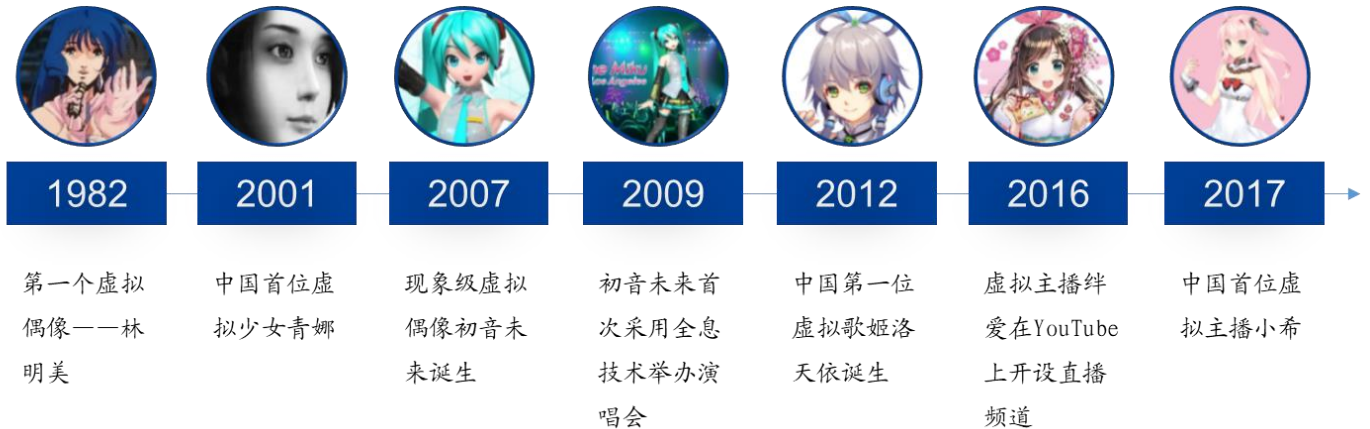 1982
第一个虚拟
偶像——林
明美
2001
中国首位虚
拟少女青娜
2007
现象级虚拟
偶像初音未
来诞生
2009
初音未来首
次采用全息
技术举办演
唱会
2012
中国第一位
虚拟歌姬洛
天依诞生
2016
虚拟主播绊
爱在YouTube
上开设直播
频道
2017
中国首位虚
拟主播小希